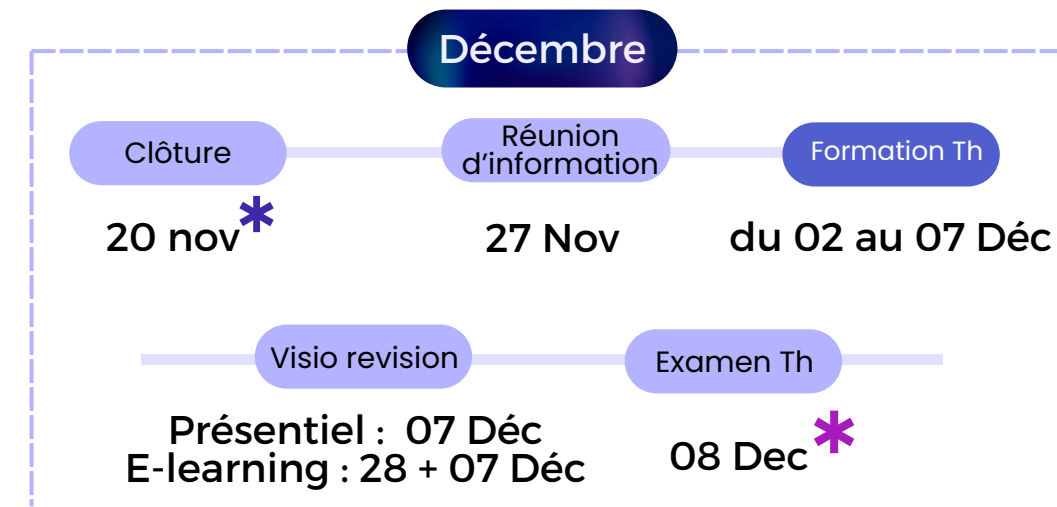 Décembre
Clôture
Réunion
d'information
Formation Th
20 nov*
27 Nov
du 02 au 07 Déc
Visio revision
Examen Th
Présentiel : 07 Déc
E-learning : 28 + 07 Déc
08 Dec*